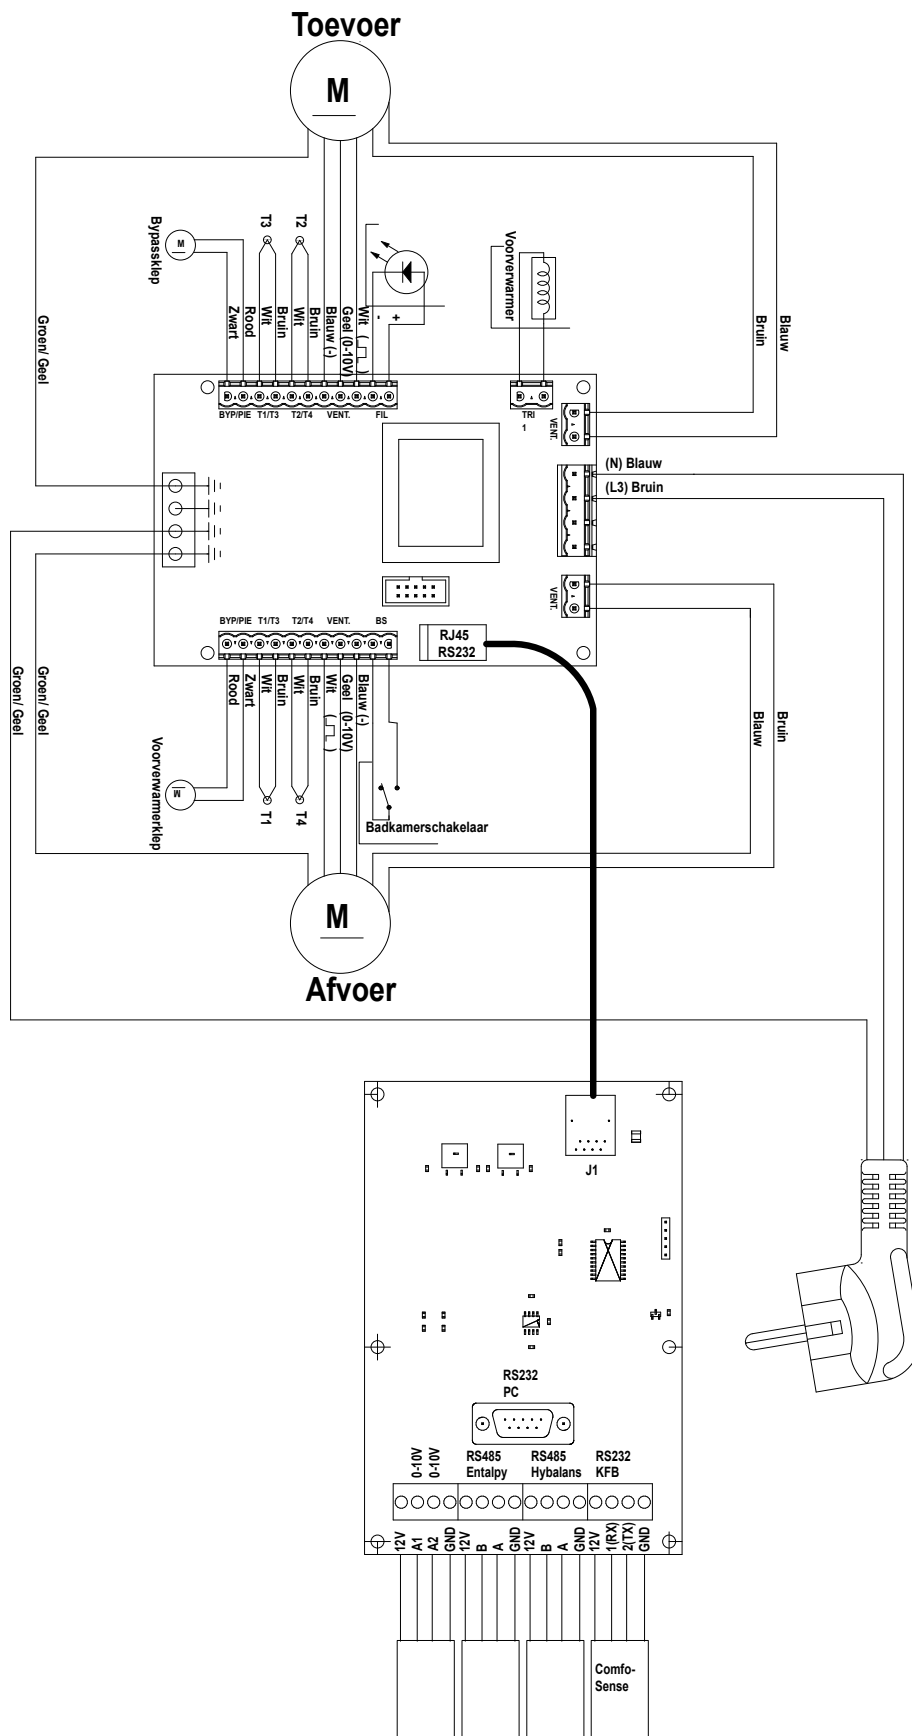 Toevoer
M
T3
T2
Bypassklep
M
Voorverwarmer
Zwart
Rood
Wit
Bruin
Wit
Bruin
Blauw (-)
Geel (0-10V)
Wit ( )
-
+
Groen/ Geel
Bruin
Blauw
BYP/PIE
T1/T3
T2/T4
VENT.
FIL
TRI
1
VENT.
(N) Blauw
(L3) Bruin
VENT.
BYP/PIE
T1/T3
T2/T4
VENT.
BS
RJ45
RS232
Groen/ Geel
Groen/ Geel
Rood
Zwart
Wit
Bruin
Wit
Bruin
Wit ( )
Geel (0-10V)
Blauw (-)
Blauw
Bruin
Voorverwarmerklep
M
T1
T4
Badkamerschakelaar
M
Afvoer
J1
RS232
PC
0-10V
0-10V
RS485
Entalpy
RS485
Hybalans
RS232
KFB
12V
A1
A2
GND
12V
B
A
GND
12V
B
A
GND
12V
1(RX)
2(TX)
GND
Comfo-
Sense